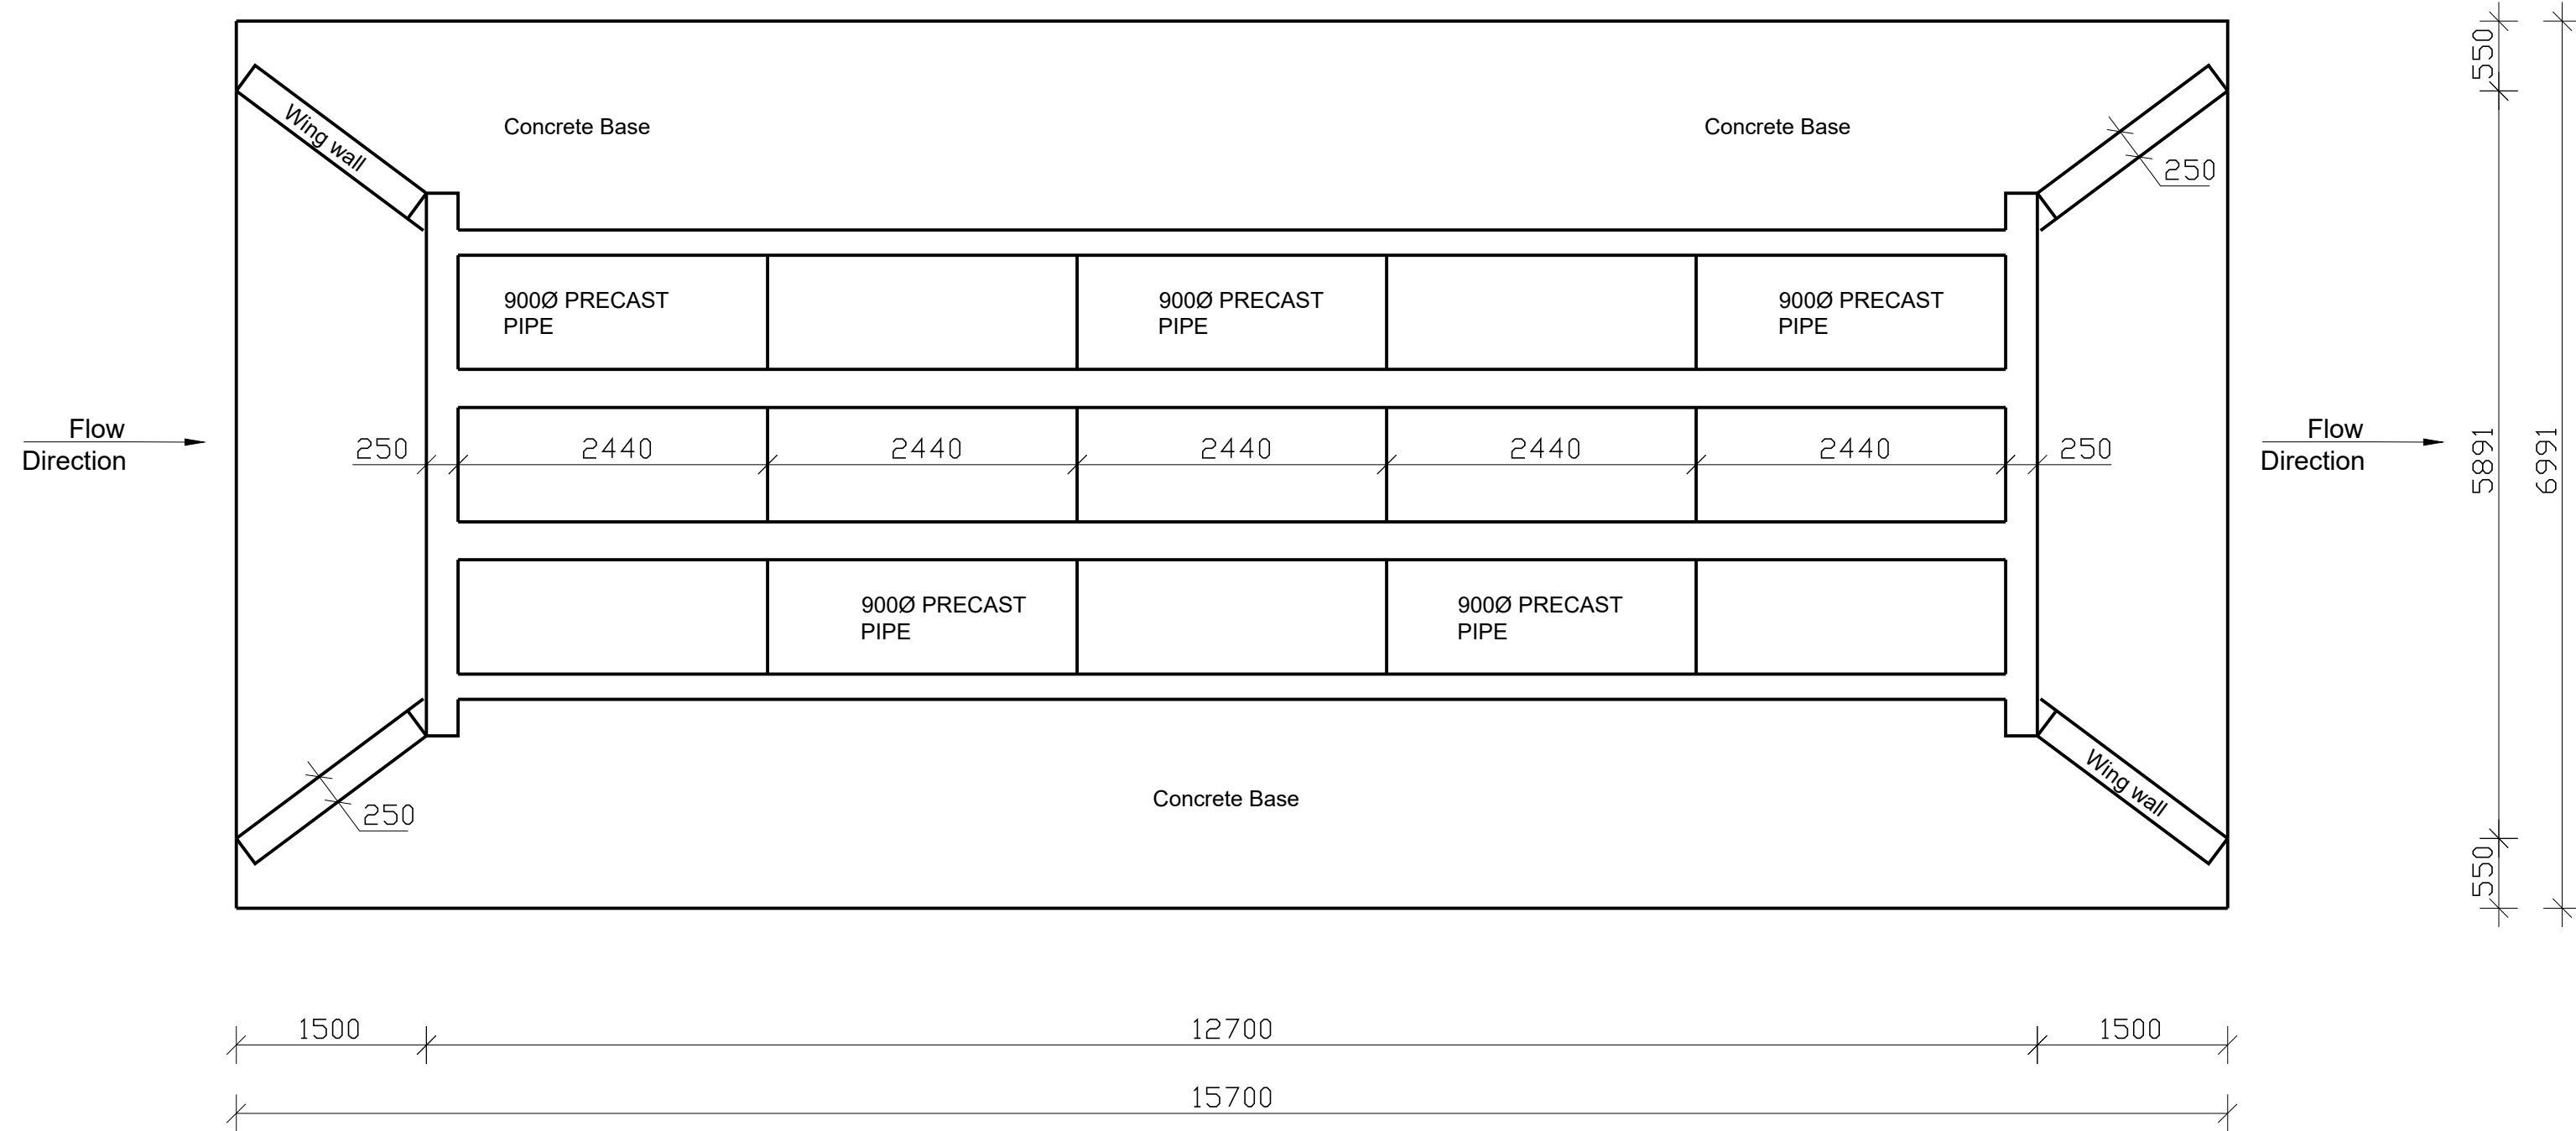 550
Wing wall
Concrete Base
Concrete Base
250
900Ø PRECAST
PIPE
900Ø PRECAST
PIPE
900Ø PRECAST
PIPE
Flow
Direction
250
2440
2440
2440
2440
2440
250
Flow
Direction
5891
6991
900Ø PRECAST
PIPE
900Ø PRECAST
PIPE
250
Concrete Base
Wing wall
550
1500
12700
1500
15700